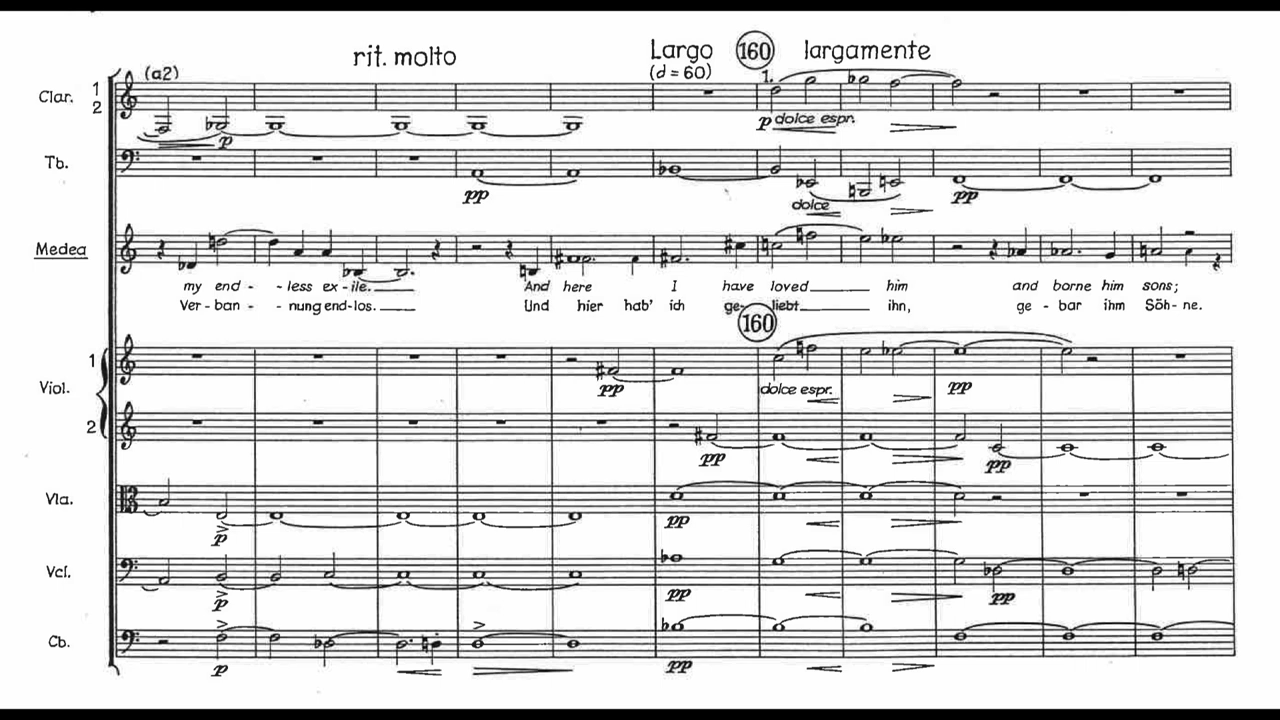 rit. molto Largo 160 largamente
(a2) (𝅗𝅥 = 60) 1.
Clar. 1
2
p p dolce espr.
Tb.
pp dolce pp
Medea
my end - - less ex - ile. And here I have loved him and borne him sons;
Ver - ban - - nung end - los. Und hier hab' ich ge - liebt ihn, ge - bar ihm Söh - ne.
160
Viol. 1
pp dolce espr. pp
2
pp pp
Vla.
p pp
Vcl.
p pp pp
Cb.
p pp